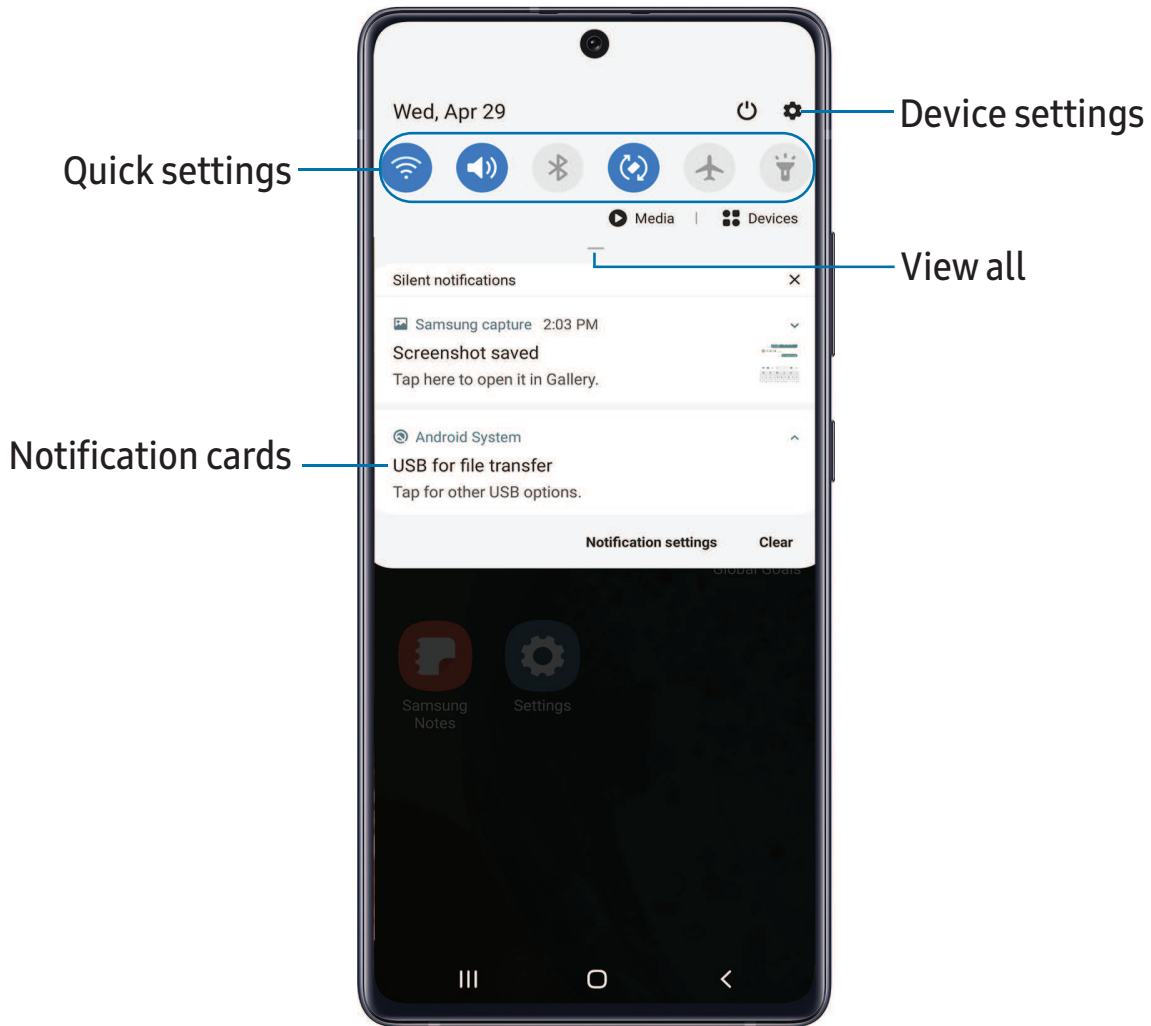 Wed, Apr 29
Device settings
Quick settings
Media | Devices
View all
Silent notifications
Samsung capture 2:03 PM
Screenshot saved
Tap here to open it in Gallery.
Android System
Notification cards
USB for file transfer
Tap for other USB options.
Notification settings Clear
Global Goals
Samsung Settings
Notes